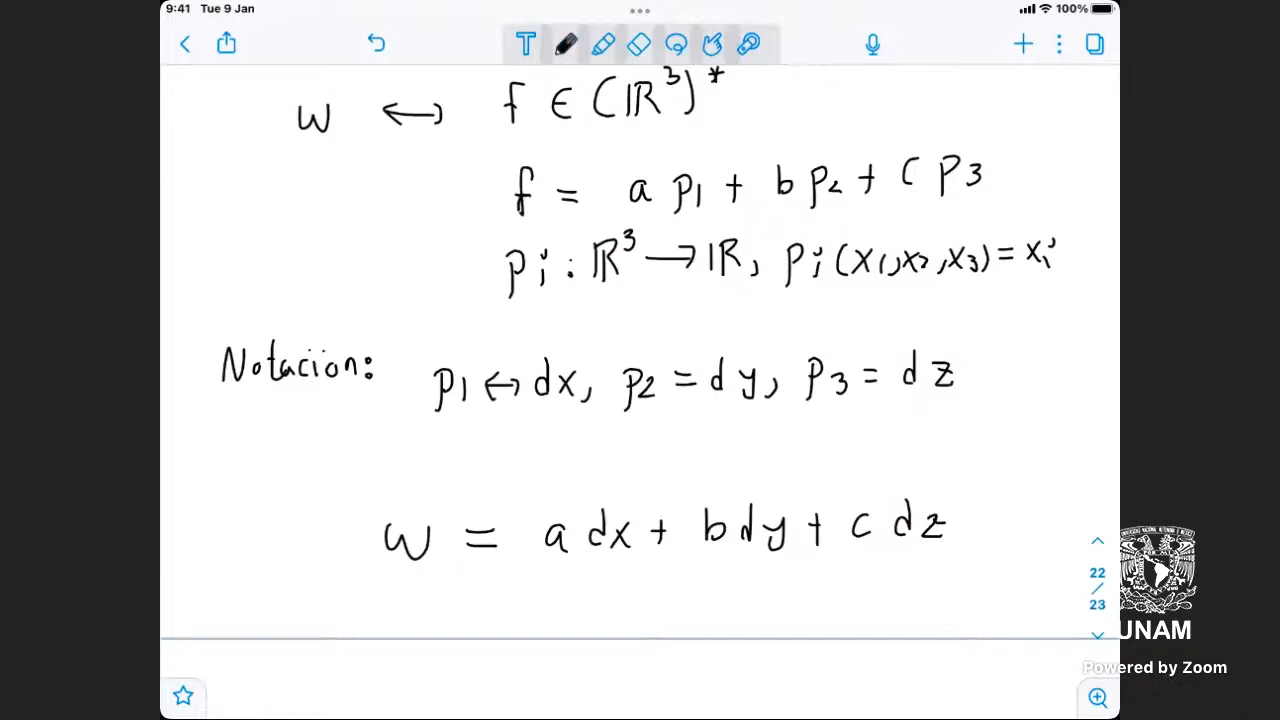 9:41 Tue 9 Jan
100%
w ↔ f ∈ (ℝ³)*
f = a p1 + b p2 + c p3
pi : ℝ³ → ℝ, pi (x1, x2, x3) = xi
Notacion: p1 ↔ dx, p2 = dy, p3 = dz
w = a dx + b dy + c dz
22
/
23
UNAM
Powered by Zoom